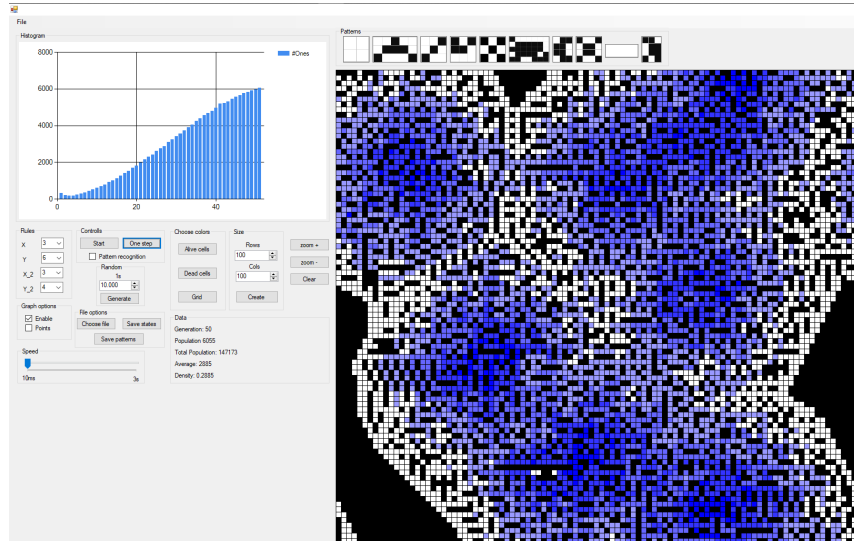 File
Histogram
8000
6000
4000
2000
0
0
20
40
#Ones
Patterns
Rules
X 3
Y 6
X_2 3
Y_2 4
Controlls
Start One step
Pattern recognition
Random
1s
10.000
Generate
Choose colors
Alive cells
Dead cells
Grid
Size
Rows
100
Cols
100
Create
zoom +
zoom -
Clear
Graph options
Enable
Points
File options
Choose file Save states
Save patterns
Data
Generation: 50
Population 6055
Total Population: 147173
Average: 2885
Density: 0.2885
Speed
10ms 3s